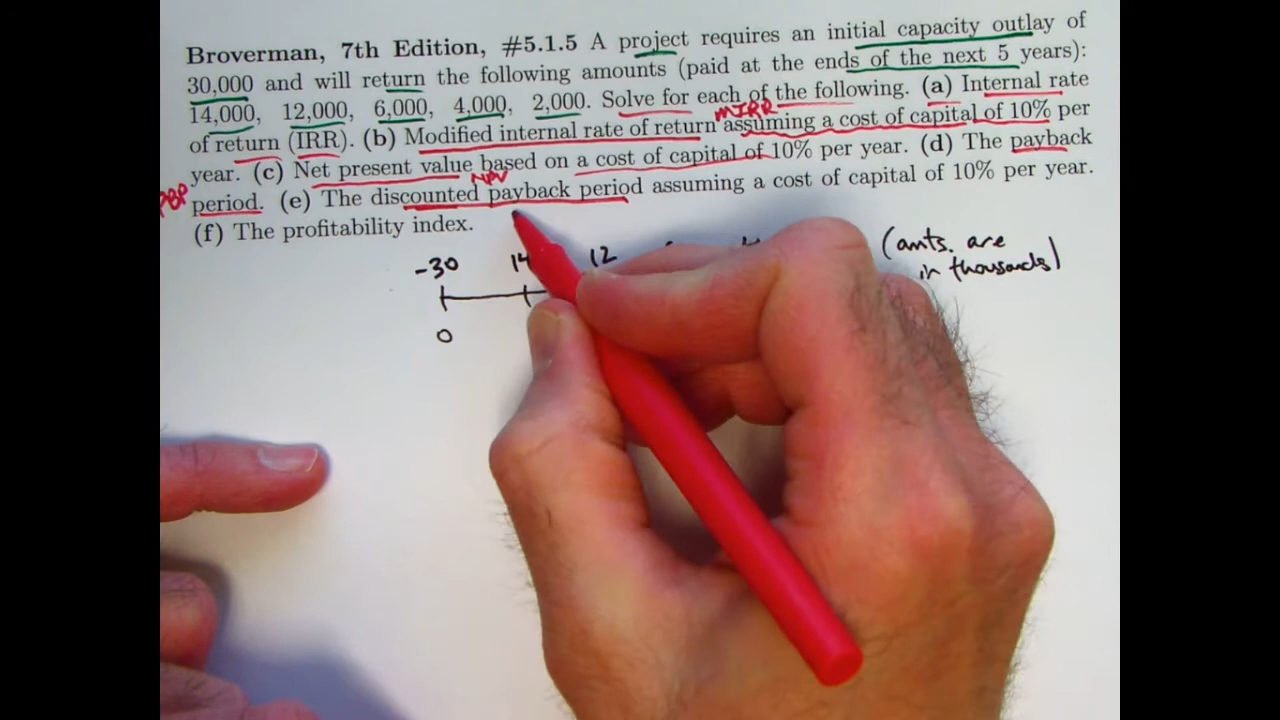 Broverman, 7th Edition, #5.1.5 A project requires an initial capacity outlay of
30,000 and will return the following amounts (paid at the ends of the next 5 years):
14,000, 12,000, 6,000, 4,000, 2,000. Solve for each of the following. (a) Internal rate
MIRR
of return (IRR). (b) Modified internal rate of return assuming a cost of capital of 10% per
year. (c) Net present value based on a cost of capital of 10% per year. (d) The payback
NPV
PBP
period. (e) The discounted payback period assuming a cost of capital of 10% per year.
(f) The profitability index.
-30 14 12 (amts. are
in thousands)
0